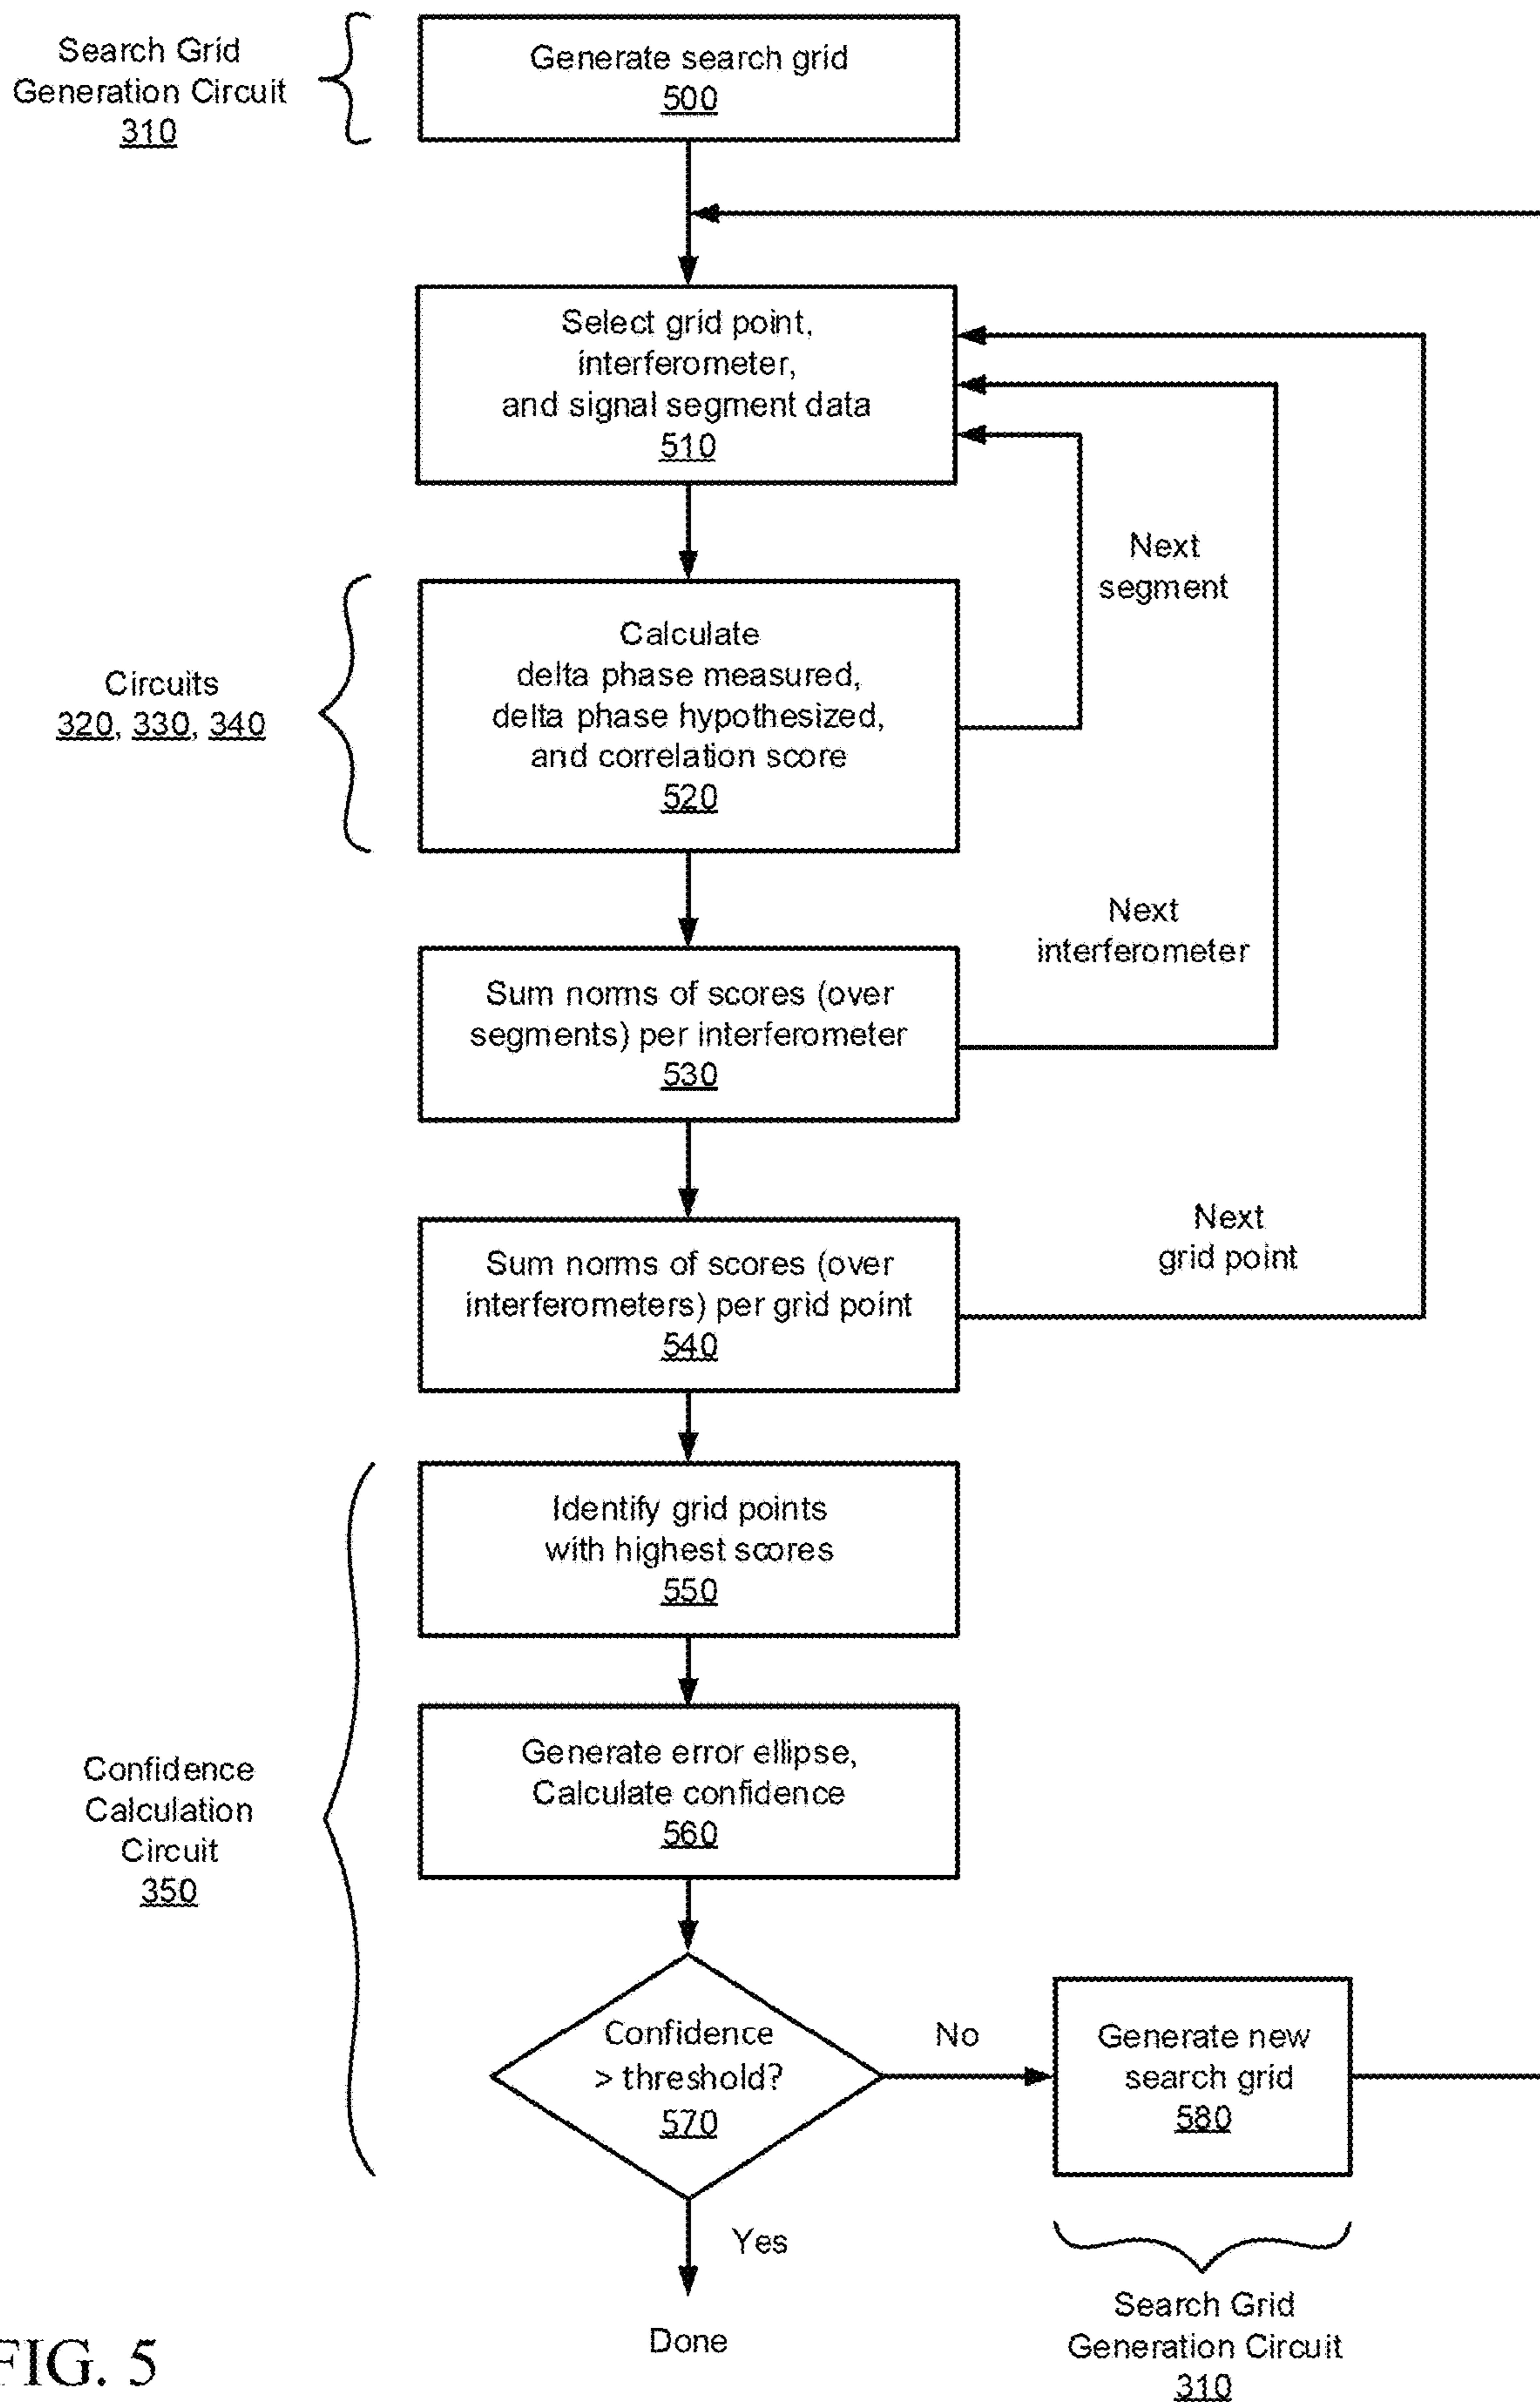 Search Grid
Generation Circuit
310
Generate search grid
500
Select grid point,
interferometer,
and signal segment data
510
Next
segment
Circuits
320, 330, 340
Calculate
delta phase measured,
delta phase hypothesized,
and correlation score
520
Next
interferometer
Sum norms of scores (over
segments) per interferometer
530
Next
grid point
Sum norms of scores (over
interferometers) per grid point
540
Identify grid points
with highest scores
550
Confidence
Calculation
Circuit
350
Generate error ellipse,
Calculate confidence
560
Confidence
> threshold?
570
No
Generate new
search grid
580
Yes
Done
Search Grid
Generation Circuit
310
FIG. 5